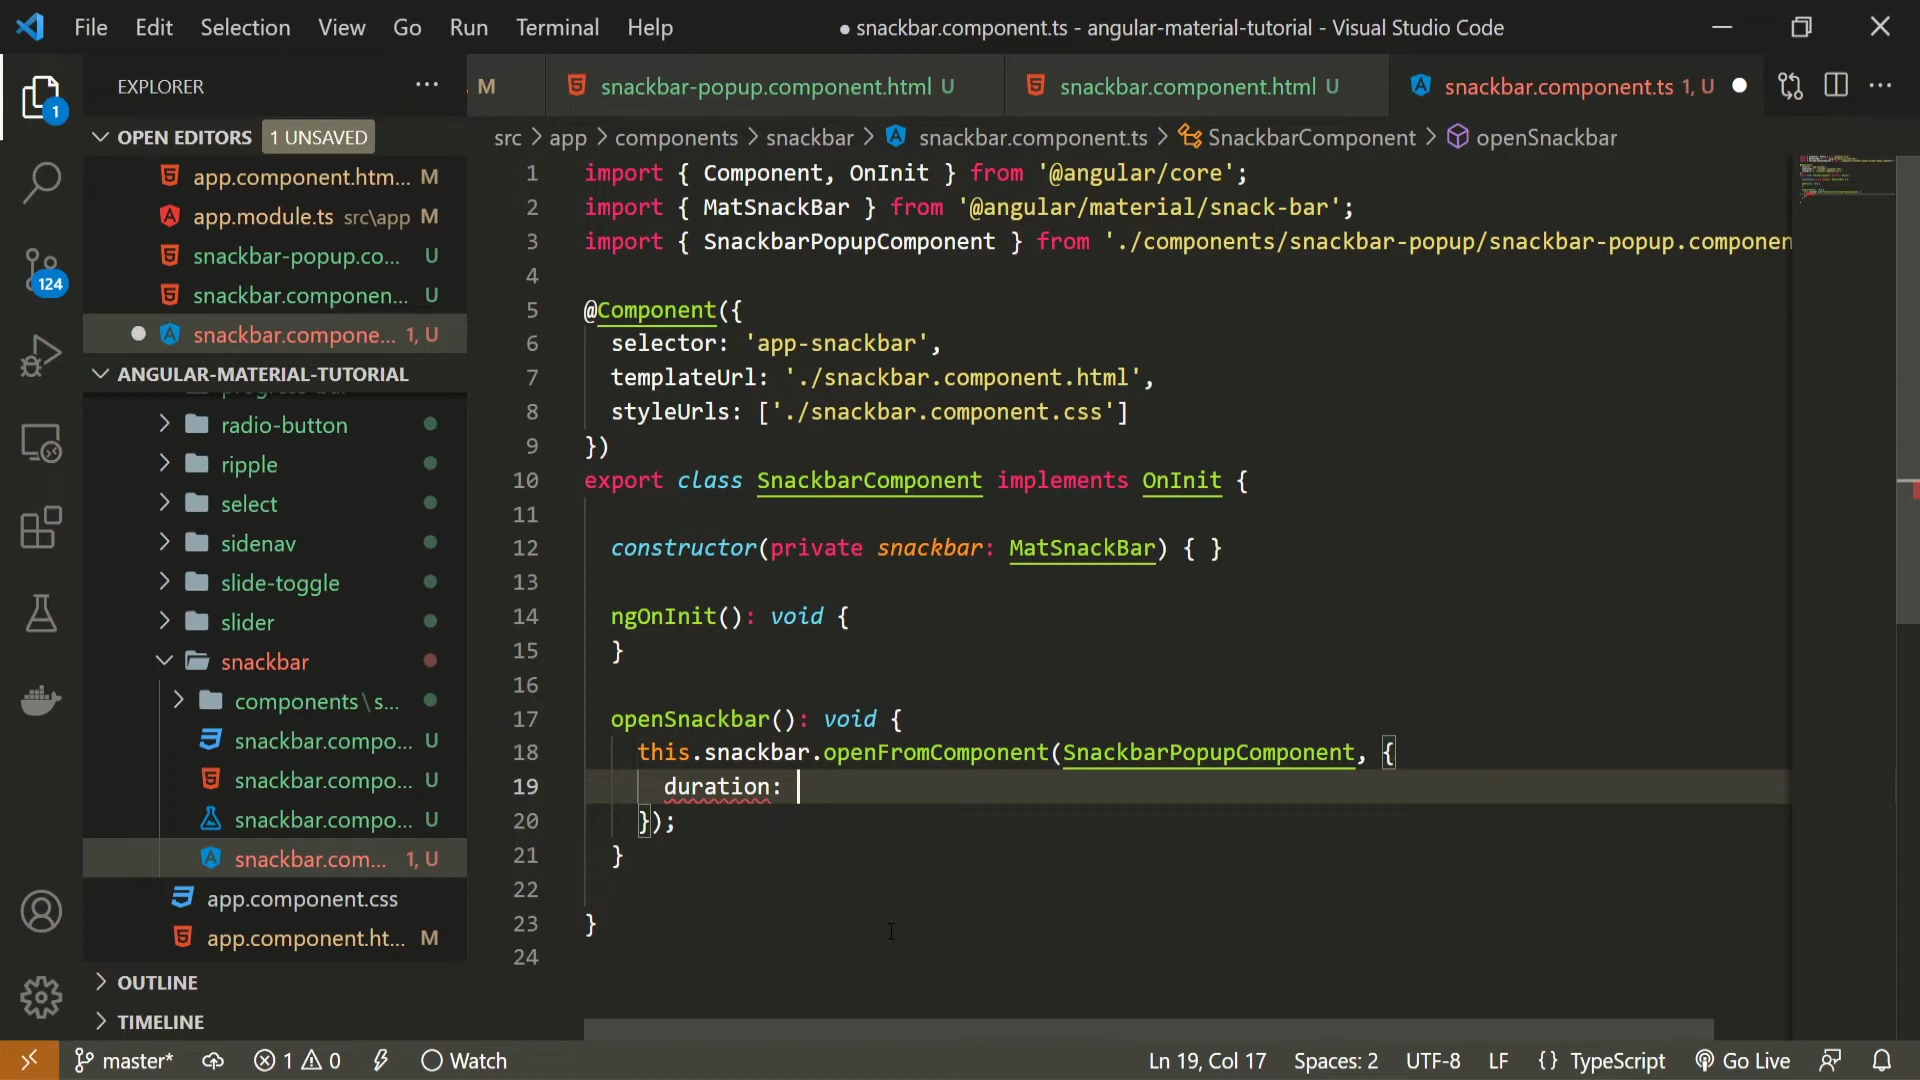 File Edit Selection View Go Run Terminal Help ● snackbar.component.ts - angular-material-tutorial - Visual Studio Code
EXPLORER ··· M snackbar-popup.component.html U snackbar.component.html U snackbar.component.ts 1, U
OPEN EDITORS 1 UNSAVED
src > app > components > snackbar > snackbar.component.ts > SnackbarComponent > openSnackbar
app.component.htm... M
app.module.ts src\app M
snackbar-popup.co... U
snackbar.componen... U
snackbar.compone... 1, U
ANGULAR-MATERIAL-TUTORIAL
radio-button
ripple
select
sidenav
slide-toggle
slider
snackbar
components\s...
snackbar.compo... U
snackbar.compo... U
snackbar.compo... U
snackbar.com... 1, U
app.component.css
app.component.ht... M
OUTLINE
TIMELINE
1
124
1 import { Component, OnInit } from '@angular/core';
2 import { MatSnackBar } from '@angular/material/snack-bar';
3 import { SnackbarPopupComponent } from './components/snackbar-popup/snackbar-popup.componen
4
5 @Component({
6 selector: 'app-snackbar',
7 templateUrl: './snackbar.component.html',
8 styleUrls: ['./snackbar.component.css']
9 })
10 export class SnackbarComponent implements OnInit {
11
12 constructor(private snackbar: MatSnackBar) { }
13
14 ngOnInit(): void {
15 }
16
17 openSnackbar(): void {
18 this.snackbar.openFromComponent(SnackbarPopupComponent, {
19 duration:
20 });
21 }
22
23 }
24
master* 1 0 Watch Ln 19, Col 17 Spaces: 2 UTF-8 LF {} TypeScript Go Live